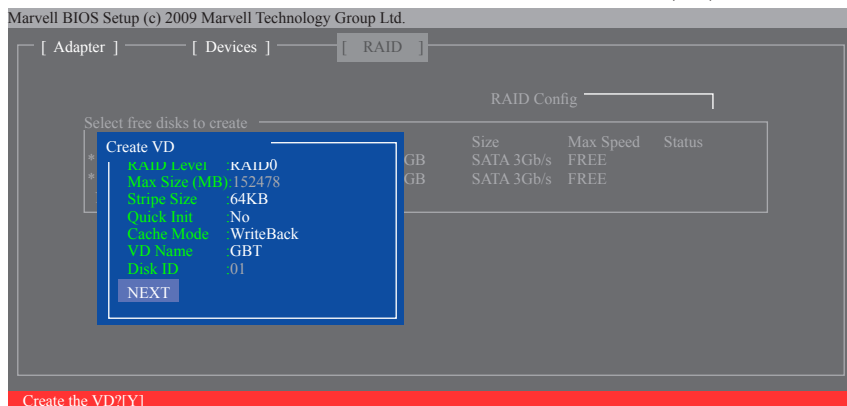 Marvell BIOS Setup (c) 2009 Marvell Technology Group Ltd.
[ Adapter ] [ Devices ] [ RAID ]
RAID Config
Select free disks to create
Size Max Speed Status
Create VD
* GB SATA 3Gb/s FREE
* GB SATA 3Gb/s FREE
RAID Level :RAID0
Max Size (MB):152478
Stripe Size :64KB
Quick Init :No
Cache Mode :WriteBack
VD Name :GBT
Disk ID :01
NEXT
Create the VD?[Y]